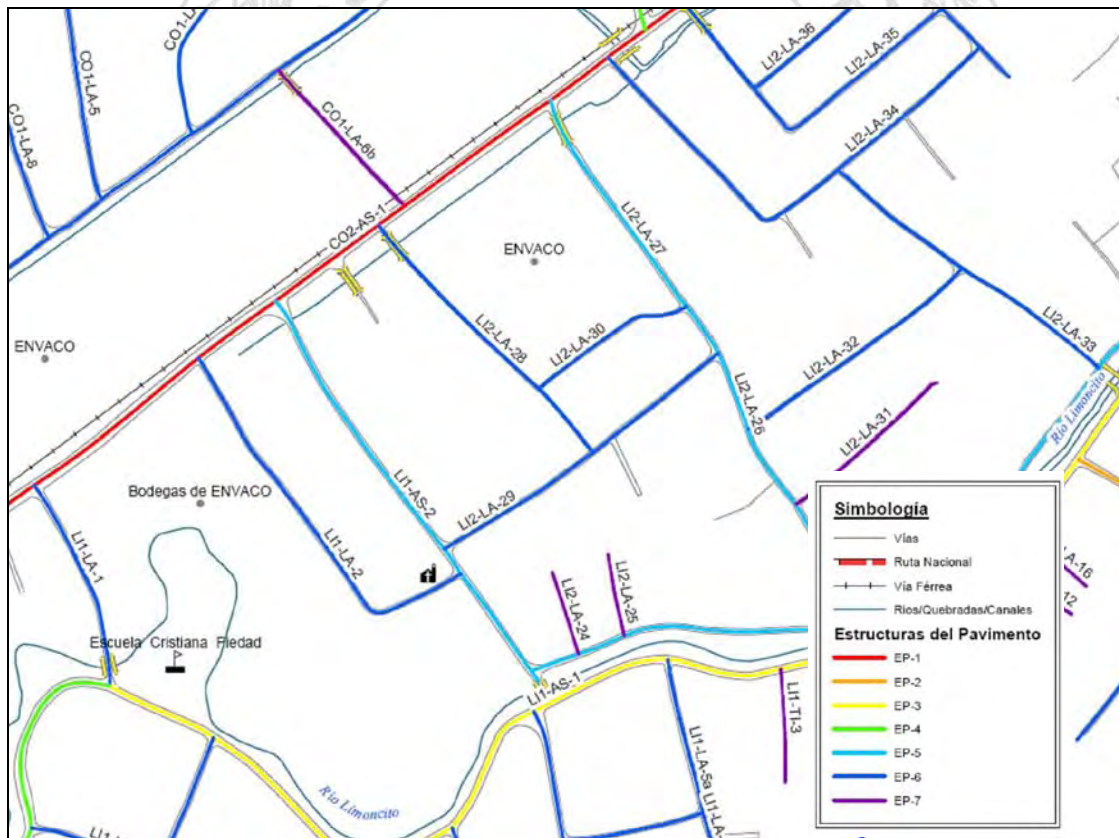 CO1-LA-5
CO1-LA-6b
LI2-LA-36
LI2-LA-35
LI2-LA-34
CO2-AS-1
LI2-LA-27
ENVACO
ENVACO
LI2-LA-28
LI2-LA-30
LI2-LA-32
LI2-LA-33
Río Limoncito
LI2-LA-26
LI2-LA-31
Bodegas de ENVACO
LI1-AS-2
LI2-LA-29
LI1-LA-1
LI1-LA-2
LI2-LA-24
LI2-LA-25
Escuela Cristiana Piedad
LI1-AS-1
LI1-TI-3
LI1-LA-5a
Río Limoncito
Simbología
Vías
Ruta Nacional
Vía Férrea
Ríos/Quebradas/Canales
Estructuras del Pavimento
EP-1
EP-2
EP-3
EP-4
EP-5
EP-6
EP-7